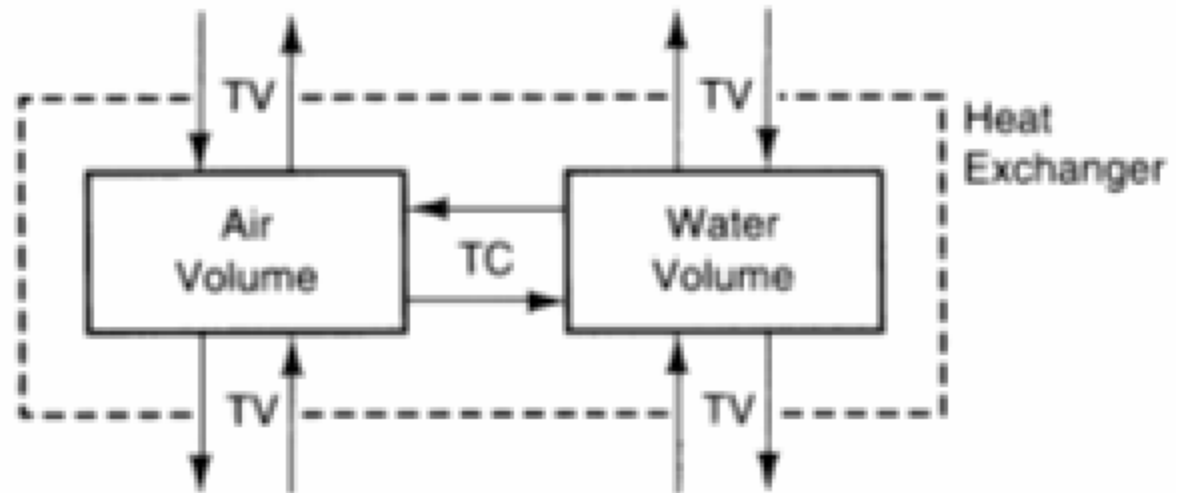 TV
TV
Heat
Exchanger
Air
Volume
TC
Water
Volume
TV
TV